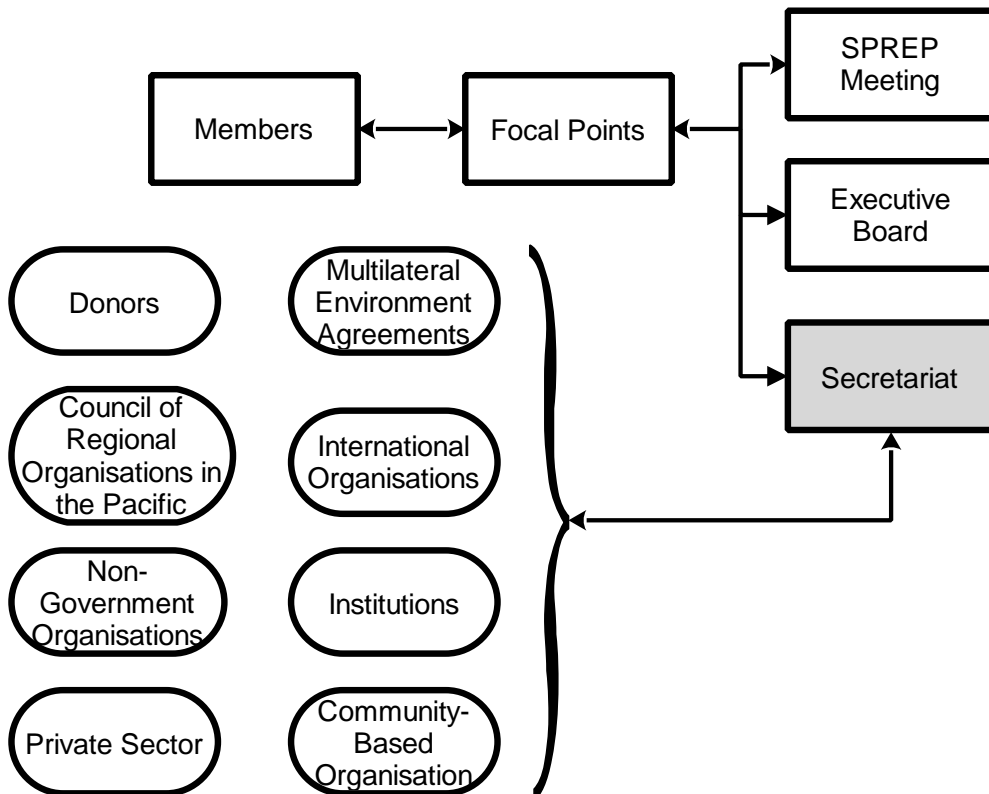 SPREP
Meeting
Members
Focal Points
Executive
Board
Secretariat
Donors
Multilateral
Environment
Agreements
Council of
Regional
Organisations in
the Pacific
International
Organisations
Non-
Government
Organisations
Institutions
Private Sector
Community-
Based
Organisation